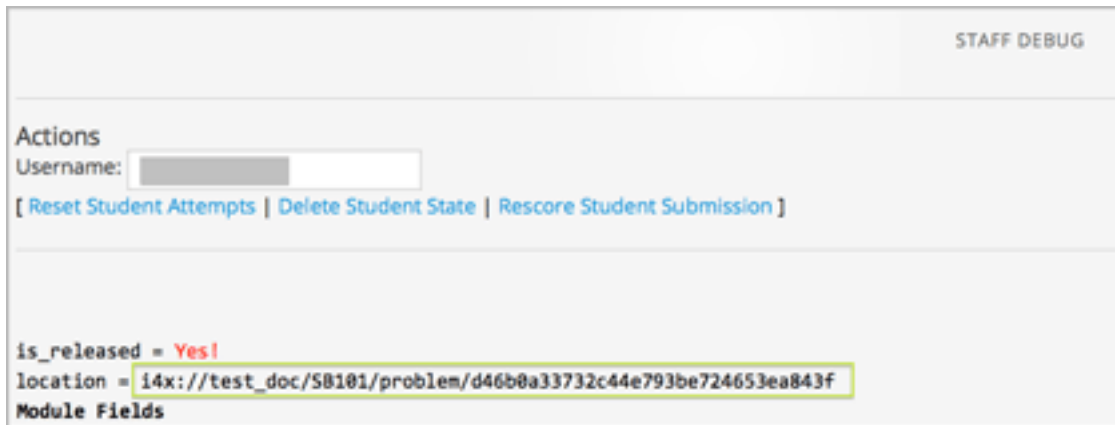 STAFF DEBUG
Actions
Username:
[ Reset Student Attempts | Delete Student State | Rescore Student Submission ]
is_released = Yes!
location = i4x://test_doc/SB101/problem/d46b0a33732c44e793be724653ea843f
Module Fields